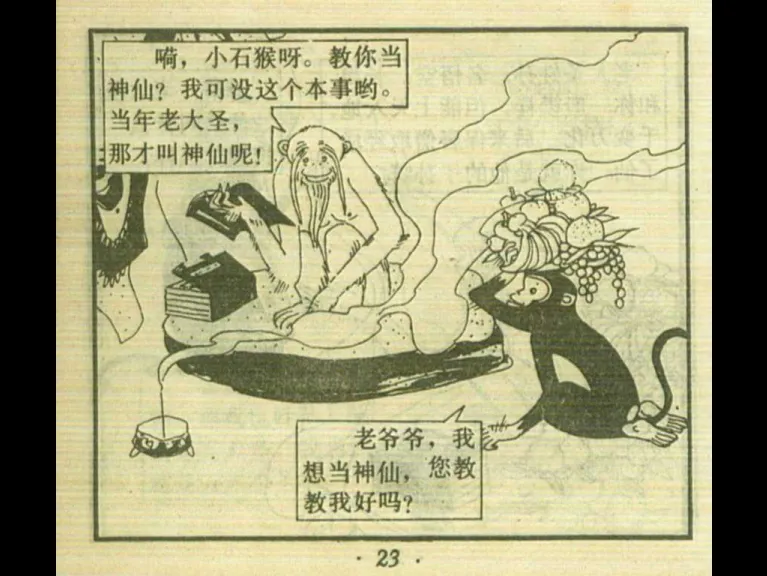 嗬，小石猴呀。教你当
神仙？我可没这个本事哟。
当年老大圣，
那才叫神仙呢！
老爷爷，我
想当神仙，您教
教我好吗？
· 23 ·